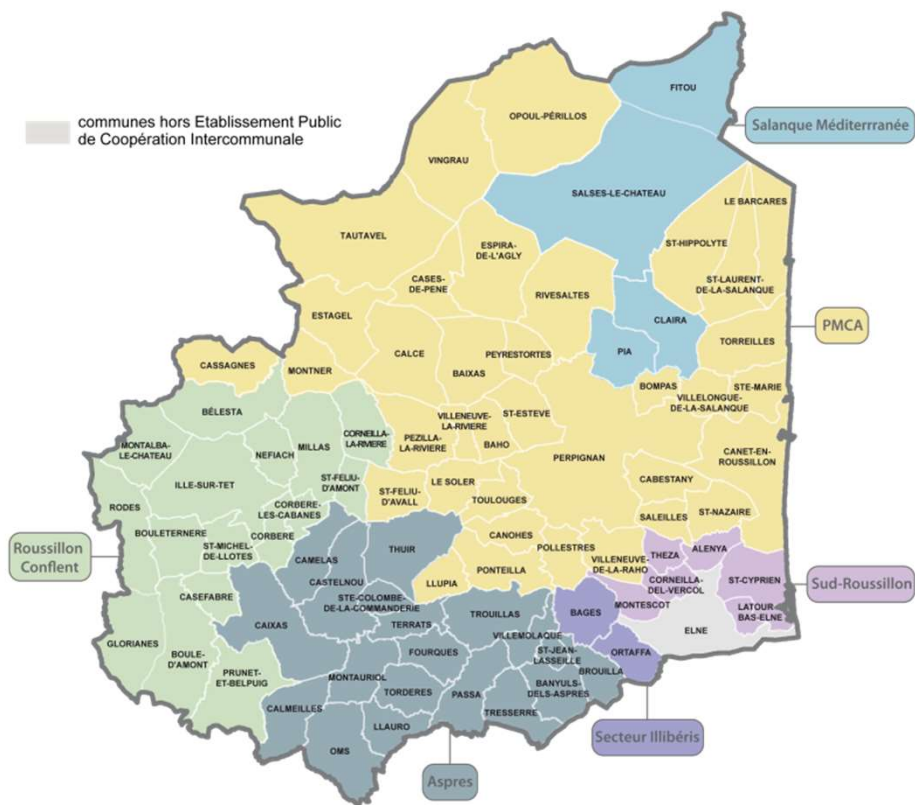 FITOU
communes hors Etablissement Public
de Coopération Intercommunale
OPOUL-PÉRILLOS
Salanque Méditerrranée
VINGRAU
SALSES-LE-CHATEAU
LE BARCARES
TAUTAVEL
ESPIRA-
DE-L'AGLY
ST-HIPPOLYTE
CASES-
DE-PENE
ST-LAURENT-
DE-LA-SALANQUE
RIVESALTES
ESTAGEL
CLAIRA
PMCA
TORREILLES
CASSAGNES
MONTNER
CALCE
PEYRESTORTES
PIA
BAIXAS
BOMPAS
STE-MARIE
VILLELONGUE-
DE-LA-SALANQUE
BÉLESTA
MONTALBA-
LE-CHATEAU
NEFIACH
MILLAS
CORNEILLA-
LA-RIVIERE
PEZILLA-
LA-RIVIERE
VILLENEUVE-
LA-RIVIERE
ST-ESTEVE
BAHO
PERPIGNAN
CANET-EN-
ROUSSILLON
ILLE-SUR-TET
ST-FELIU-
D'AMONT
ST-FELIU-
D'AVALL
LE SOLER
TOULOUGES
CABESTANY
RODES
CORBERE-
LES-CABANES
BOULETERNERE
CORBERE
ST-MICHEL-
DE-LLOTES
SALEILLES
ST-NAZAIRE
Roussillon
Conflent
CAMELAS
THUIR
CANOHES
POLLESTRES
VILLENEUVE-
DE-LA-RAHO
THEZA
ALENYA
CASEFABRE
CASTELNOU
LLUPIA
PONTEILLA
CORNEILLA-
DEL-VERCOL
ST-CYPRIEN
Sud-Roussillon
STE-COLOMBE-
DE-LA-COMMANDERIE
CAIXAS
TERRATS
TROUILLAS
BAGES
MONTESCOT
LATOUR-
BAS-ELNE
ELNE
GLORIANES
BOULE-
D'AMONT
FOURQUES
VILLEMOLAQUE
ST-JEAN-
LASSEILLE
ORTAFFA
PRUNET-
ET-BELPUIG
MONTAURIOL
BROUILLA
BANYULS-
DELS-ASPRES
CALMEILLES
TORDERES
PASSA
TRESSERRE
LLAURO
OMS
Secteur Illibéris
Aspres